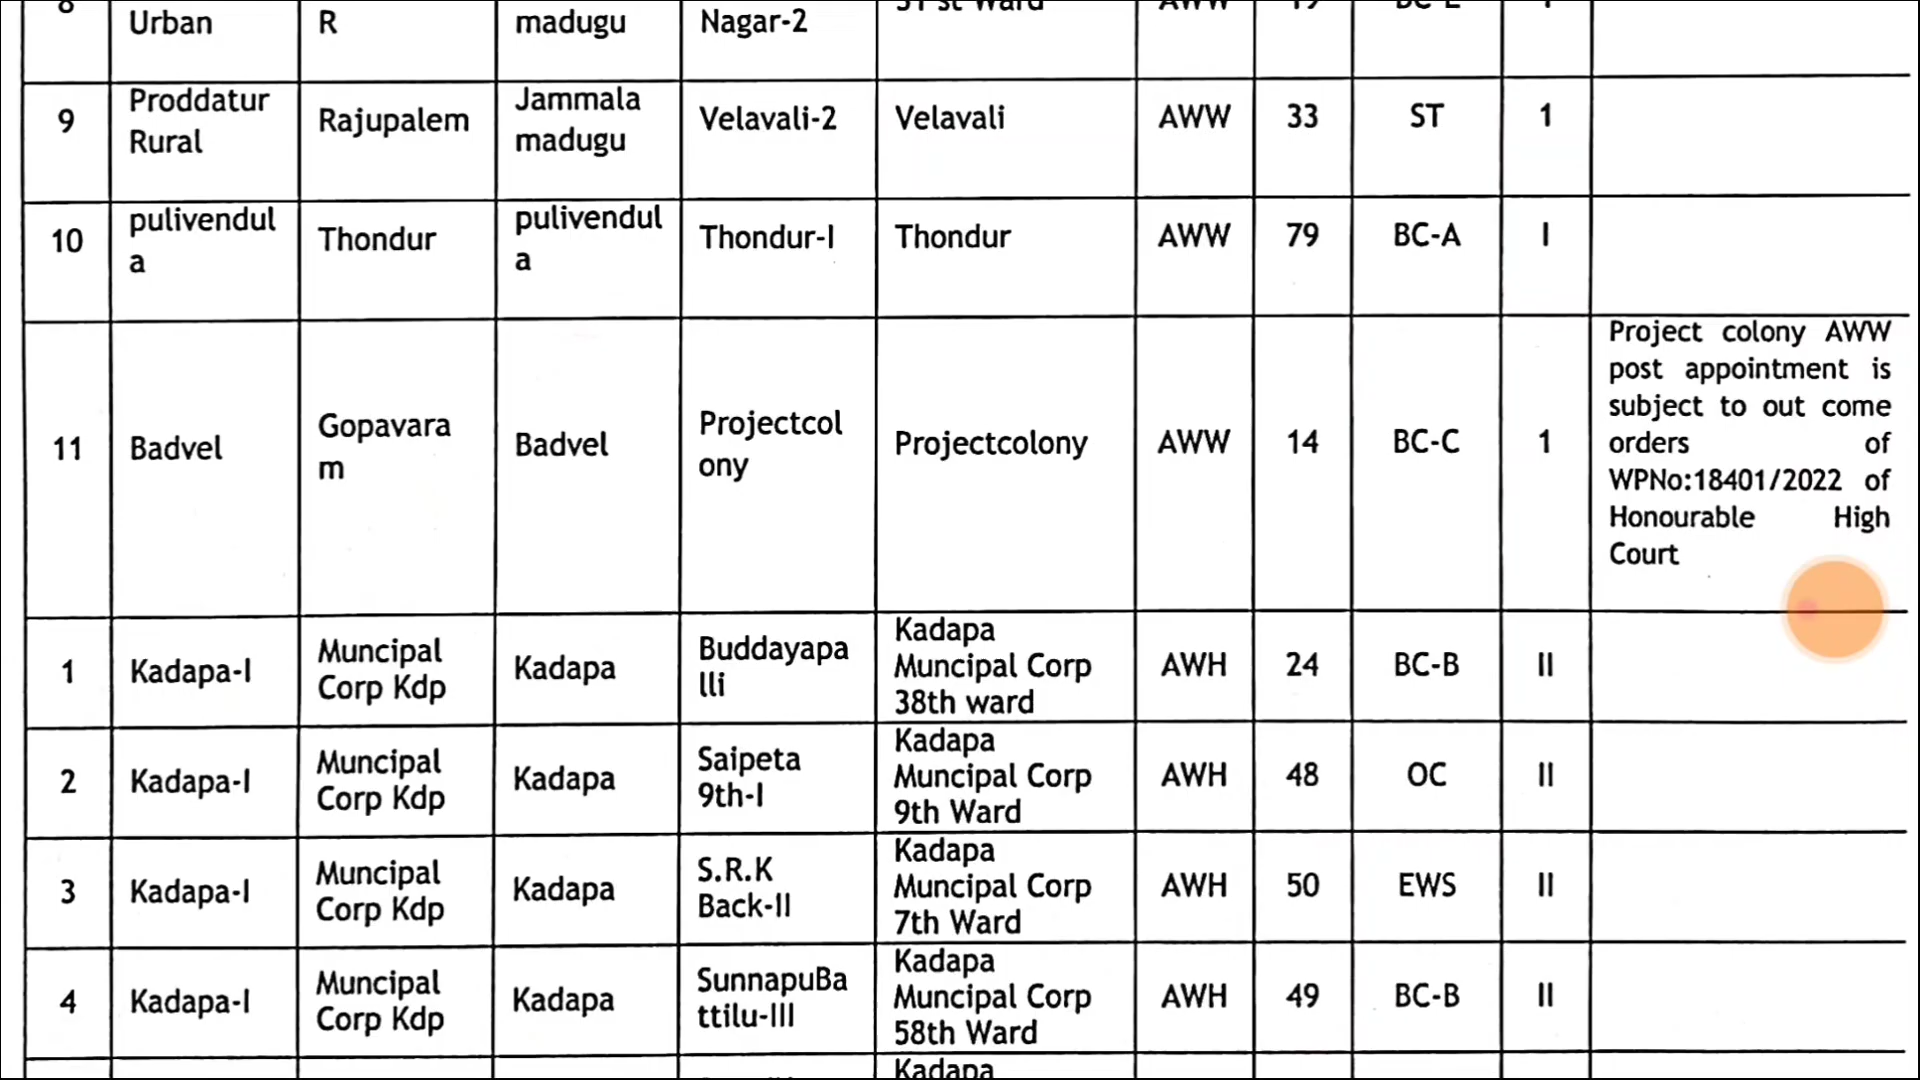 Urban R madugu Nagar-2
9 Proddatur Rural Rajupalem Jammala madugu Velavali-2 Velavali AWW 33 ST 1
10 pulivendul a Thondur pulivendul a Thondur-I Thondur AWW 79 BC-A I
11 Badvel Gopavara m Badvel Projectcol ony Projectcolony AWW 14 BC-C 1
Project colony AWW
post appointment is
subject to out come
orders of
WPNo:18401/2022 of
Honourable High
Court
1 Kadapa-I Muncipal Corp Kdp Kadapa Buddayapa lli Kadapa Muncipal Corp 38th ward AWH 24 BC-B II
2 Kadapa-I Muncipal Corp Kdp Kadapa Saipeta 9th-I Kadapa Muncipal Corp 9th Ward AWH 48 OC II
3 Kadapa-I Muncipal Corp Kdp Kadapa S.R.K Back-II Kadapa Muncipal Corp 7th Ward AWH 50 EWS II
4 Kadapa-I Muncipal Corp Kdp Kadapa SunnapuBa ttilu-III Kadapa Muncipal Corp 58th Ward AWH 49 BC-B II
Kadapa